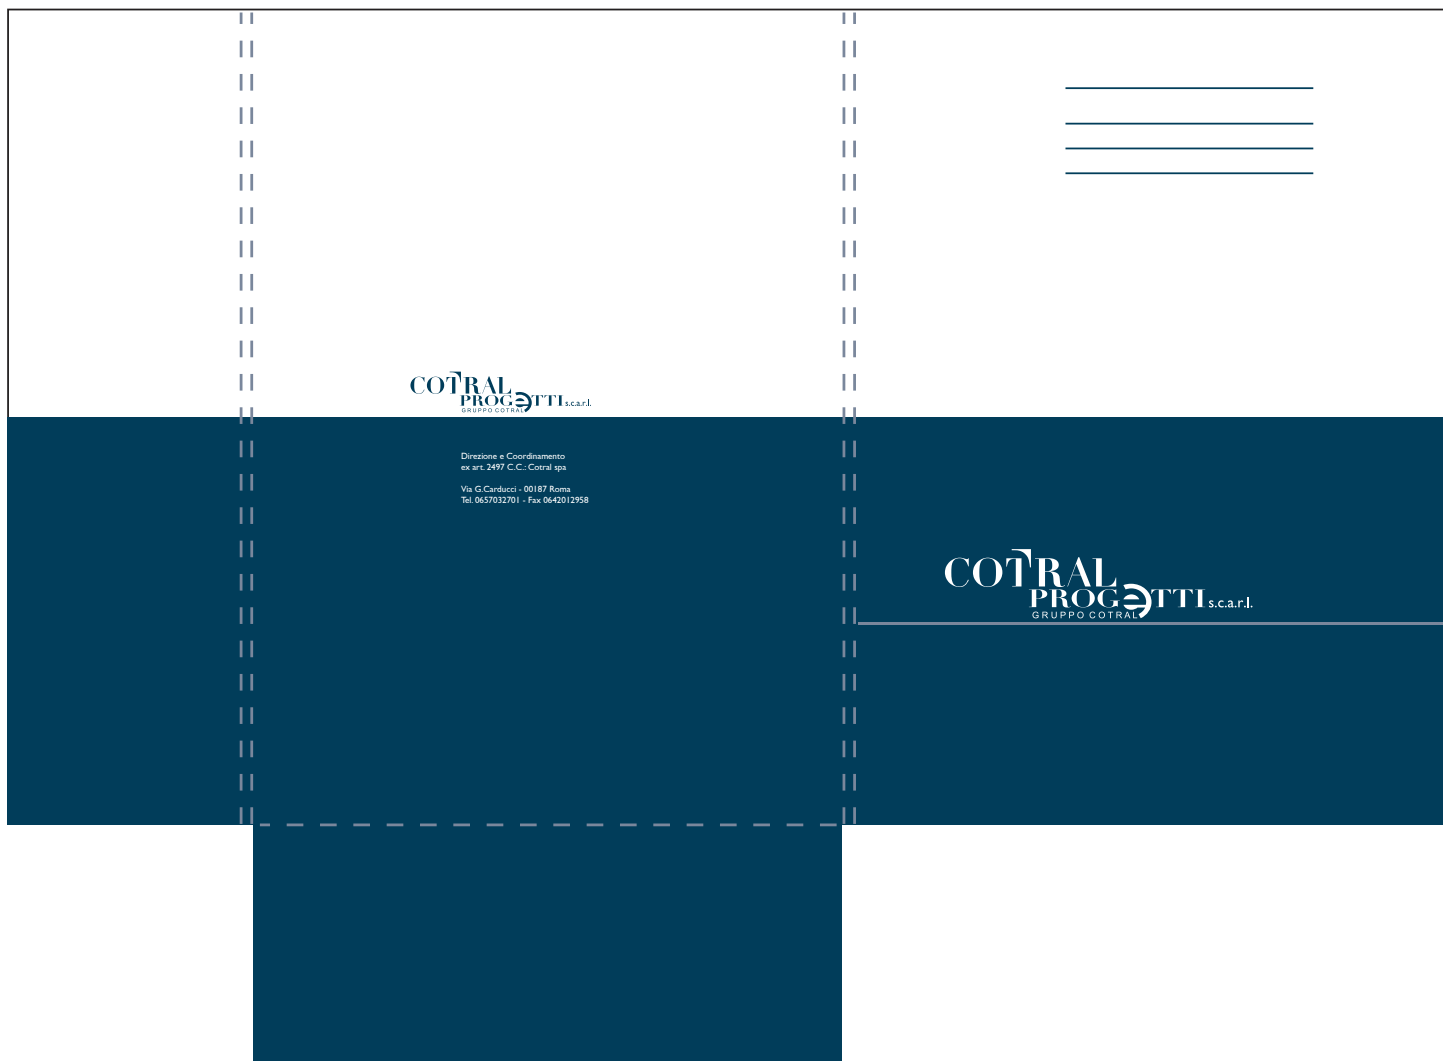 COTRAL
PROGETTI s.c.a.r.l.
GRUPPO COTRAL
Direzione e Coordinamento
ex art. 2497 C.C.: Cotral spa
Via G.Carducci - 00187 Roma
Tel. 0657032701 - Fax 0642012958
COTRAL
PROGETTI s.c.a.r.l.
GRUPPO COTRAL